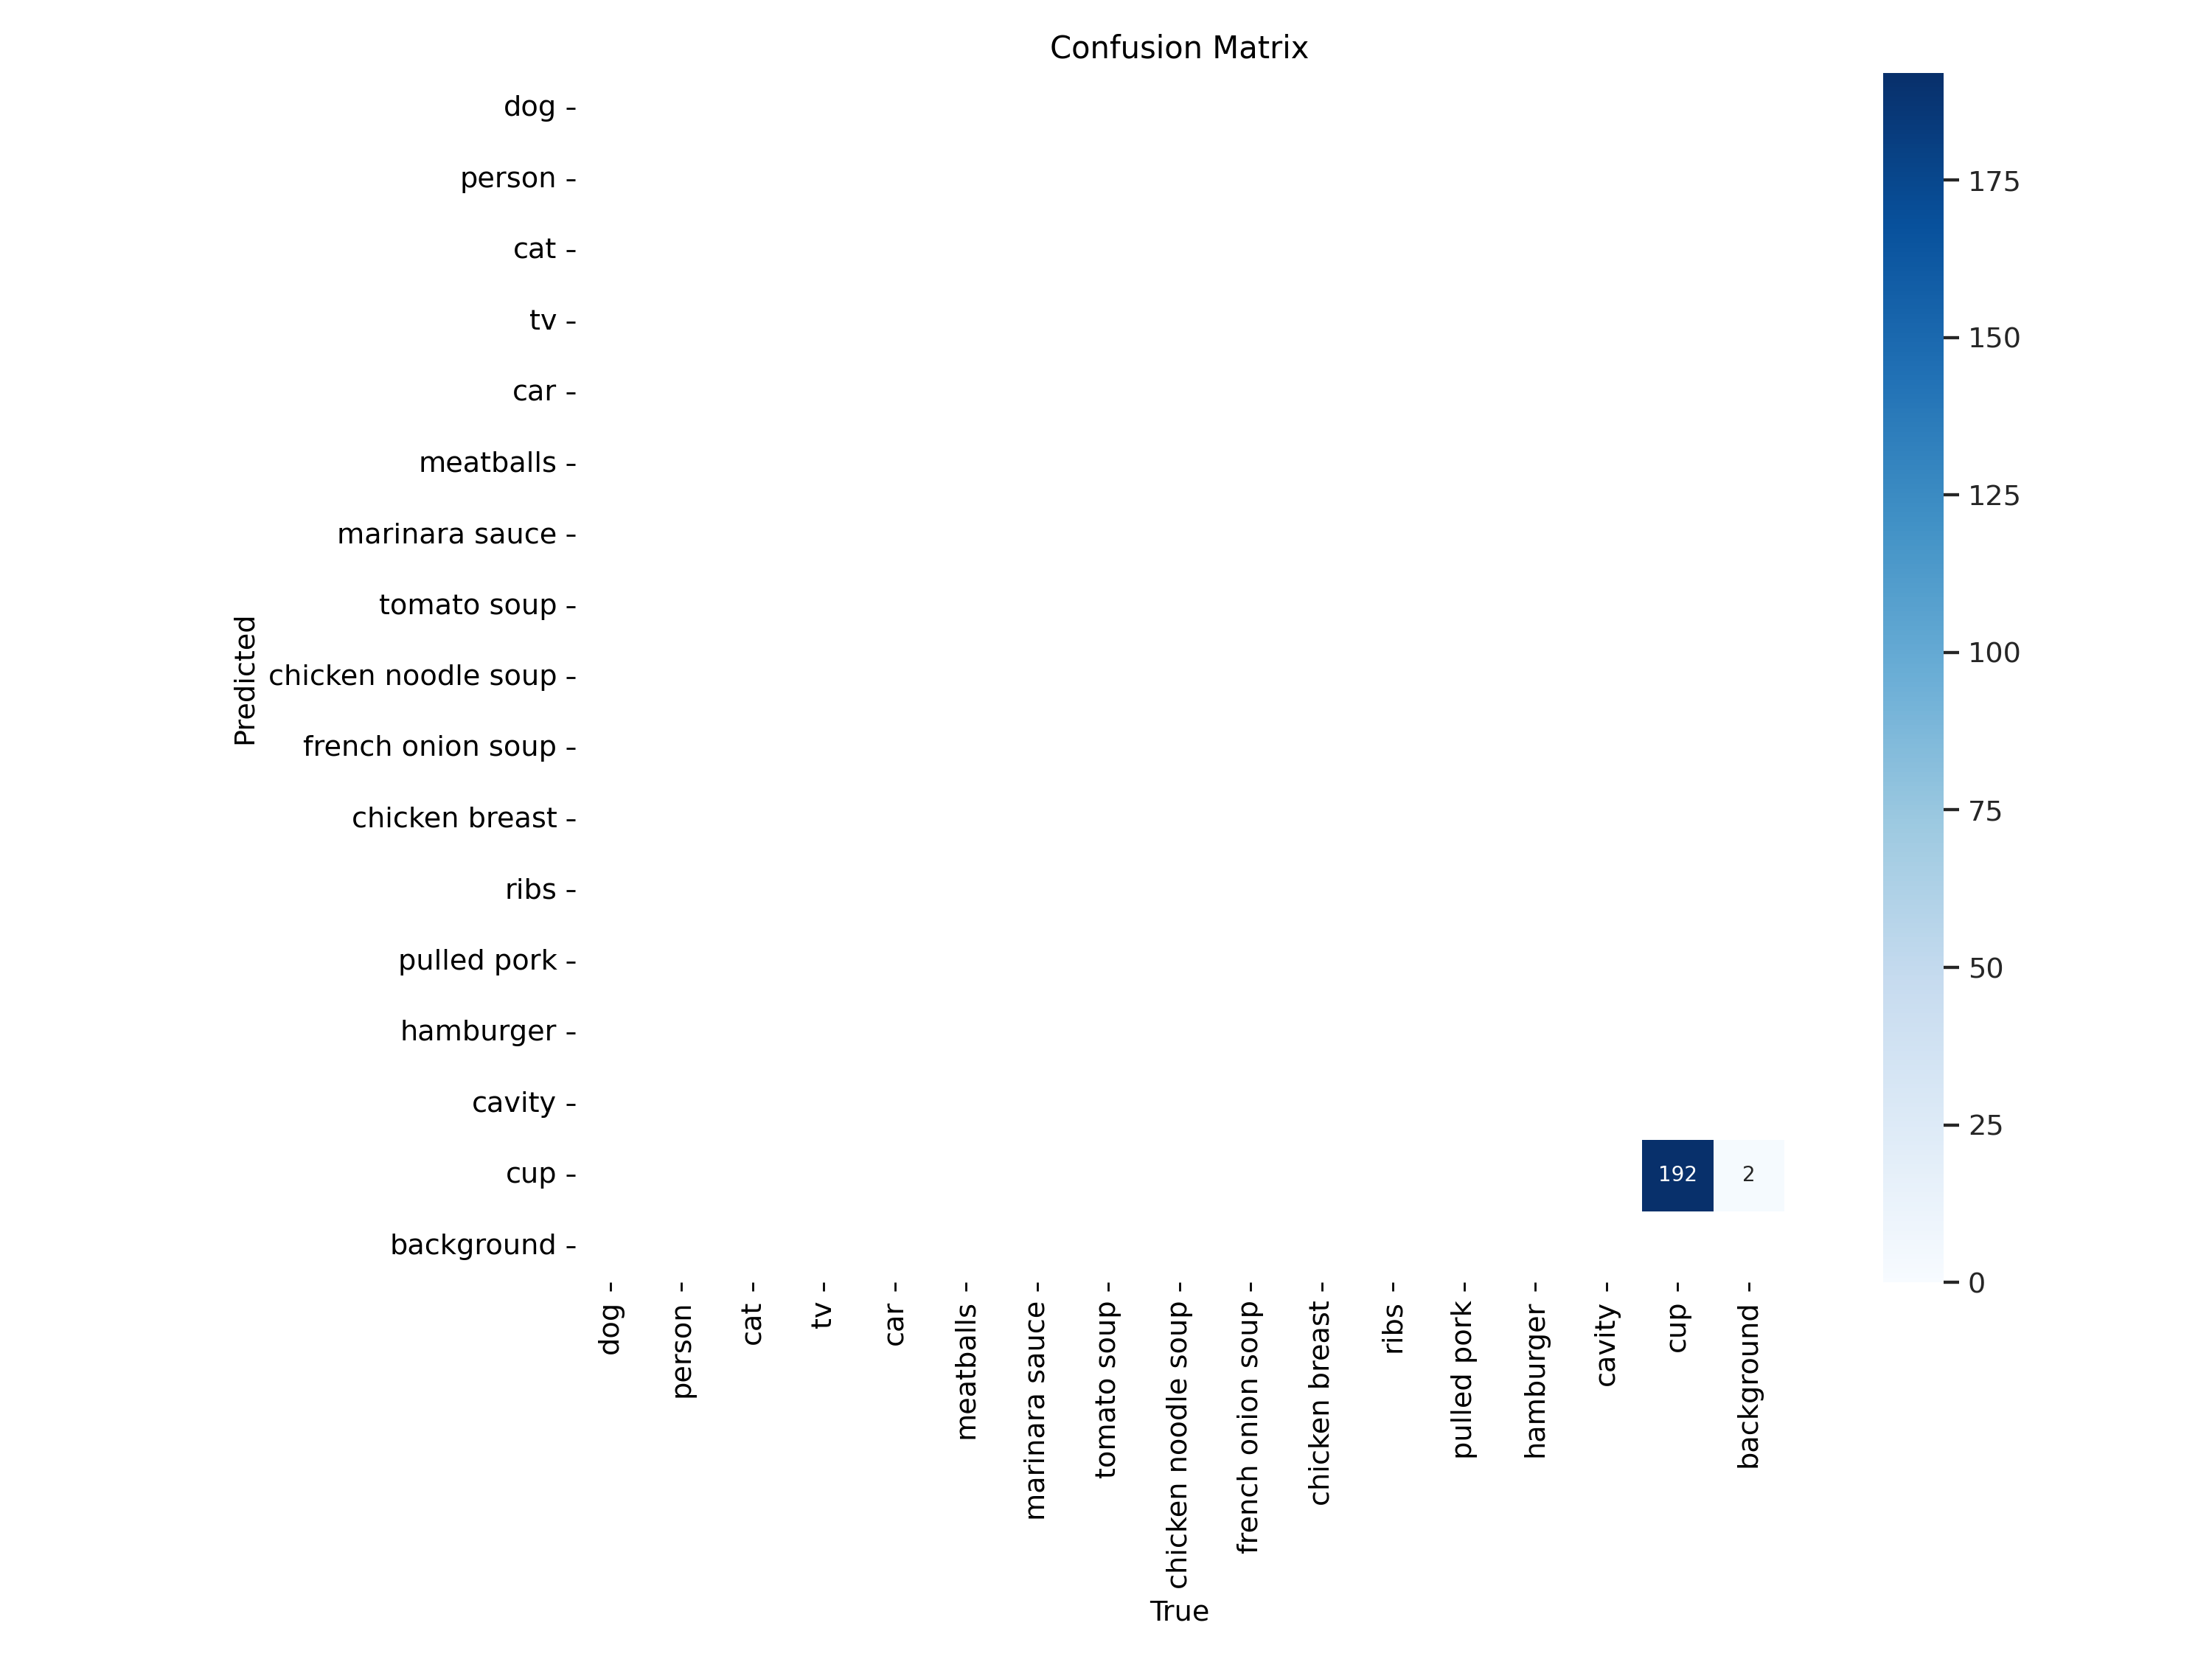 Confusion Matrix
dog
person
cat
tv
car
meatballs
marinara sauce
tomato soup
chicken noodle soup
french onion soup
chicken breast
ribs
pulled pork
hamburger
cavity
cup
background
Predicted
192
2
dog
person
cat
tv
car
meatballs
marinara sauce
tomato soup
chicken noodle soup
french onion soup
chicken breast
ribs
pulled pork
hamburger
cavity
cup
background
True
175
150
125
100
75
50
25
0